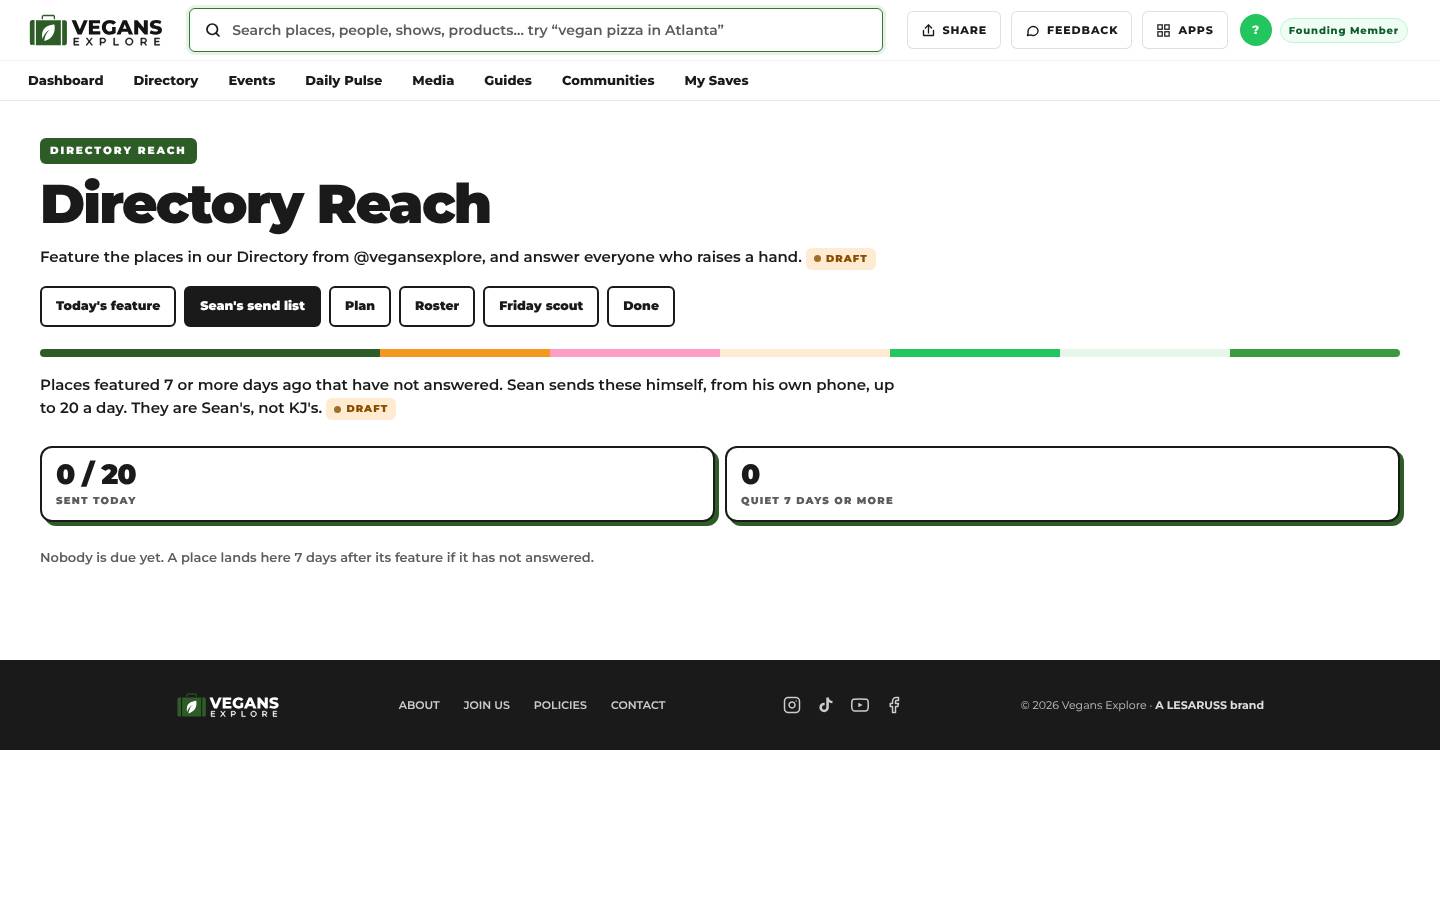 VEGANS
EXPLORE
Search places, people, shows, products... try “vegan pizza in Atlanta”
SHARE
FEEDBACK
APPS
?
Founding Member
Dashboard
Directory
Events
Daily Pulse
Media
Guides
Communities
My Saves
DIRECTORY REACH
Directory Reach
Feature the places in our Directory from @vegansexplore, and answer everyone who raises a hand. DRAFT
Today's feature
Sean's send list
Plan
Roster
Friday scout
Done
Places featured 7 or more days ago that have not answered. Sean sends these himself, from his own phone, up
to 20 a day. They are Sean's, not KJ's. DRAFT
0 / 20
SENT TODAY
0
QUIET 7 DAYS OR MORE
Nobody is due yet. A place lands here 7 days after its feature if it has not answered.
VEGANS
EXPLORE
ABOUT
JOIN US
POLICIES
CONTACT
© 2026 Vegans Explore · A LESARUSS brand